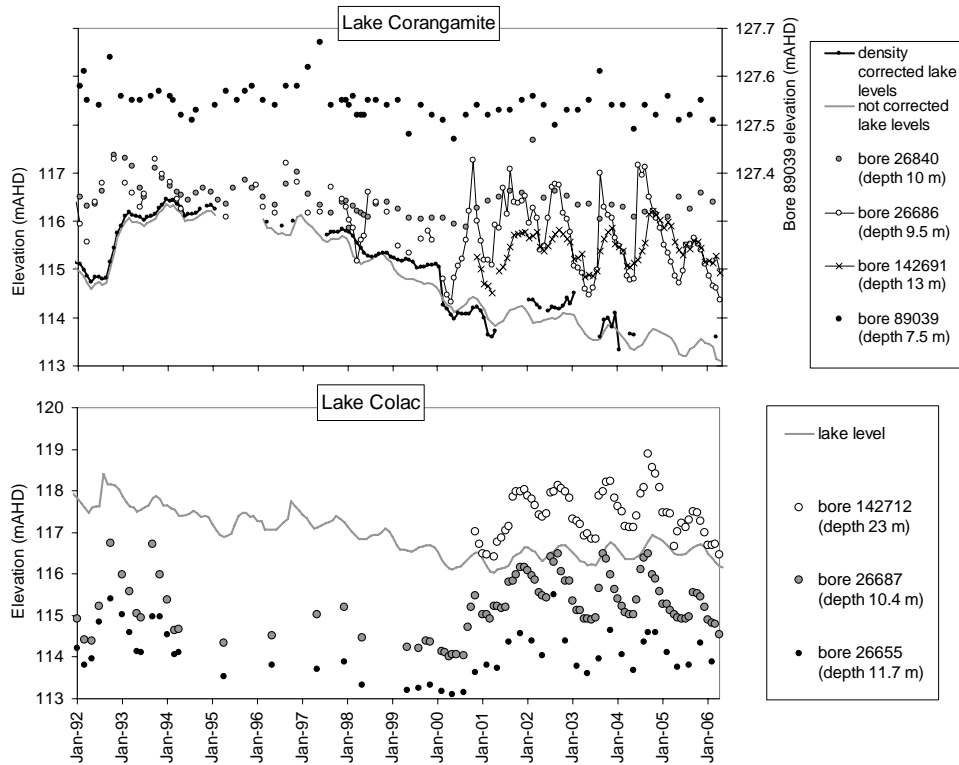 Lake Corangamite
127.7
127.6
127.5
127.4
Bore 89039 elevation (mAHD)
117
116
115
114
113
Elevation (mAHD)
density
corrected lake
levels
not corrected
lake levels
bore 26840
(depth 10 m)
bore 26686
(depth 9.5 m)
bore 142691
(depth 13 m)
bore 89039
(depth 7.5 m)
Lake Colac
120
119
118
117
116
115
114
113
Elevation (mAHD)
Jan-92
Jan-93
Jan-94
Jan-95
Jan-96
Jan-97
Jan-98
Jan-99
Jan-00
Jan-01
Jan-02
Jan-03
Jan-04
Jan-05
Jan-06
lake level
bore 142712
(depth 23 m)
bore 26687
(depth 10.4 m)
bore 26655
(depth 11.7 m)